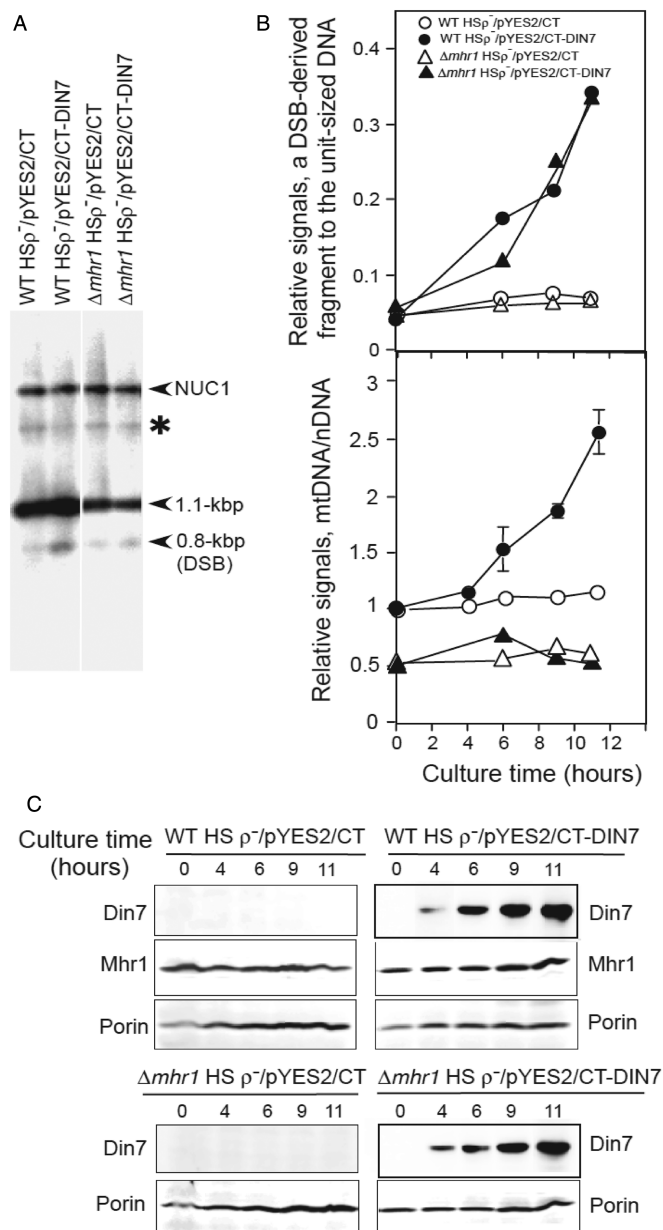 A
WT HSρ⁻/pYES2/CT
WT HSρ⁻/pYES2/CT-DIN7
Δmhr1 HSρ⁻/pYES2/CT
Δmhr1 HSρ⁻/pYES2/CT-DIN7
NUC1
*
1.1-kbp
0.8-kbp
(DSB)
B
WT HSρ⁻/pYES2/CT
WT HSρ⁻/pYES2/CT-DIN7
Δmhr1 HSρ⁻/pYES2/CT
Δmhr1 HSρ⁻/pYES2/CT-DIN7
Relative signals, a DSB-derived
fragment to the unit-sized DNA
0.4
0.3
0.2
0.1
0
Relative signals, mtDNA/nDNA
3
2.5
2
1.5
1
0.5
0
0 2 4 6 8 10 12 14
Culture time (hours)
C
Culture time
(hours)
WT HS ρ⁻/pYES2/CT
0 4 6 9 11
WT HS ρ⁻/pYES2/CT-DIN7
0 4 6 9 11
Din7 Din7
Mhr1 Mhr1
Porin Porin
Δmhr1 HS ρ⁻/pYES2/CT
0 4 6 9 11
Δmhr1 HS ρ⁻/pYES2/CT-DIN7
0 4 6 9 11
Din7 Din7
Porin Porin